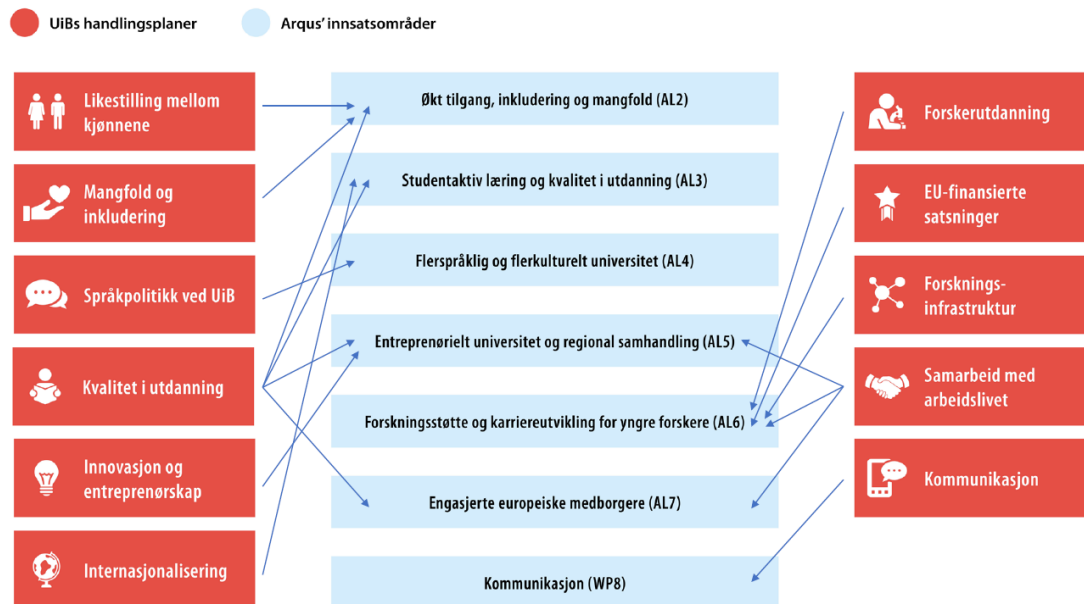 UiBs handlingsplaner
Arqus' innsatsområder
Likestilling mellom
kjønnene
Mangfold og
inkludering
Språkpolitikk ved UiB
Kvalitet i utdanning
Innovasjon og
entreprenørskap
Internasjonalisering
Økt tilgang, inkludering og mangfold (AL2)
Studentaktiv læring og kvalitet i utdanning (AL3)
Flerspråklig og flerkulturelt universitet (AL4)
Entreprenørielt universitet og regional samhandling (AL5)
Forskningsstøtte og karriereutvikling for yngre forskere (AL6)
Engasjerte europeiske medborgere (AL7)
Kommunikasjon (WP8)
Forskerutdanning
EU-finansierte
satsninger
Forsknings-
infrastruktur
Samarbeid med
arbeidslivet
Kommunikasjon